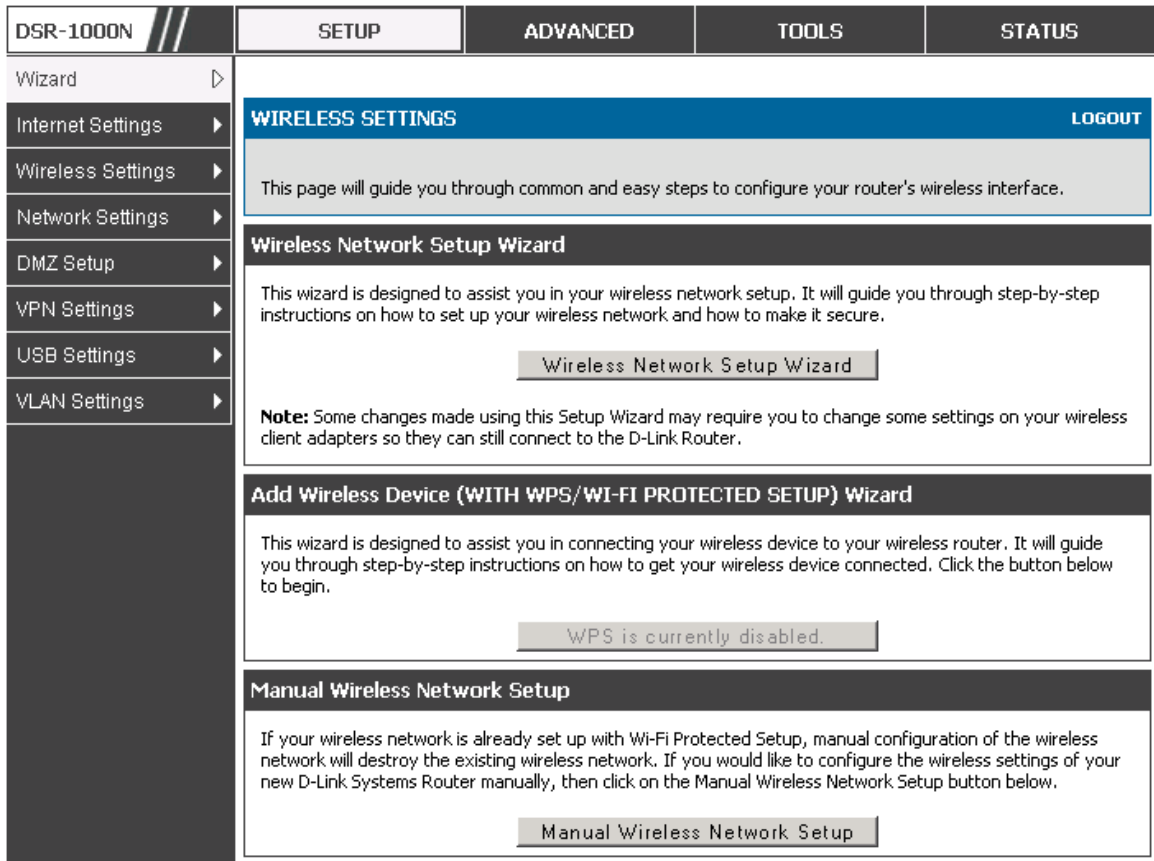 DSR-1000N
SETUP
ADVANCED
TOOLS
STATUS
Wizard
Internet Settings
Wireless Settings
Network Settings
DMZ Setup
VPN Settings
USB Settings
VLAN Settings
WIRELESS SETTINGS
LOGOUT
This page will guide you through common and easy steps to configure your router's wireless interface.
Wireless Network Setup Wizard
This wizard is designed to assist you in your wireless network setup. It will guide you through step-by-step
instructions on how to set up your wireless network and how to make it secure.
Wireless Network Setup Wizard
Note: Some changes made using this Setup Wizard may require you to change some settings on your wireless
client adapters so they can still connect to the D-Link Router.
Add Wireless Device (WITH WPS/WI-FI PROTECTED SETUP) Wizard
This wizard is designed to assist you in connecting your wireless device to your wireless router. It will guide
you through step-by-step instructions on how to get your wireless device connected. Click the button below
to begin.
WPS is currently disabled.
Manual Wireless Network Setup
If your wireless network is already set up with Wi-Fi Protected Setup, manual configuration of the wireless
network will destroy the existing wireless network. If you would like to configure the wireless settings of your
new D-Link Systems Router manually, then click on the Manual Wireless Network Setup button below.
Manual Wireless Network Setup